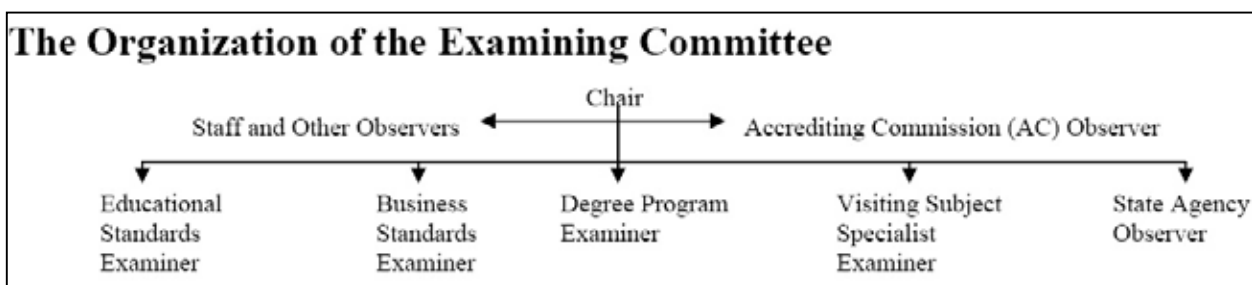 The Organization of the Examining Committee
Chair
Staff and Other Observers
Accrediting Commission (AC) Observer
Educational
Standards
Examiner
Business
Standards
Examiner
Degree Program
Examiner
Visiting Subject
Specialist
Examiner
State Agency
Observer